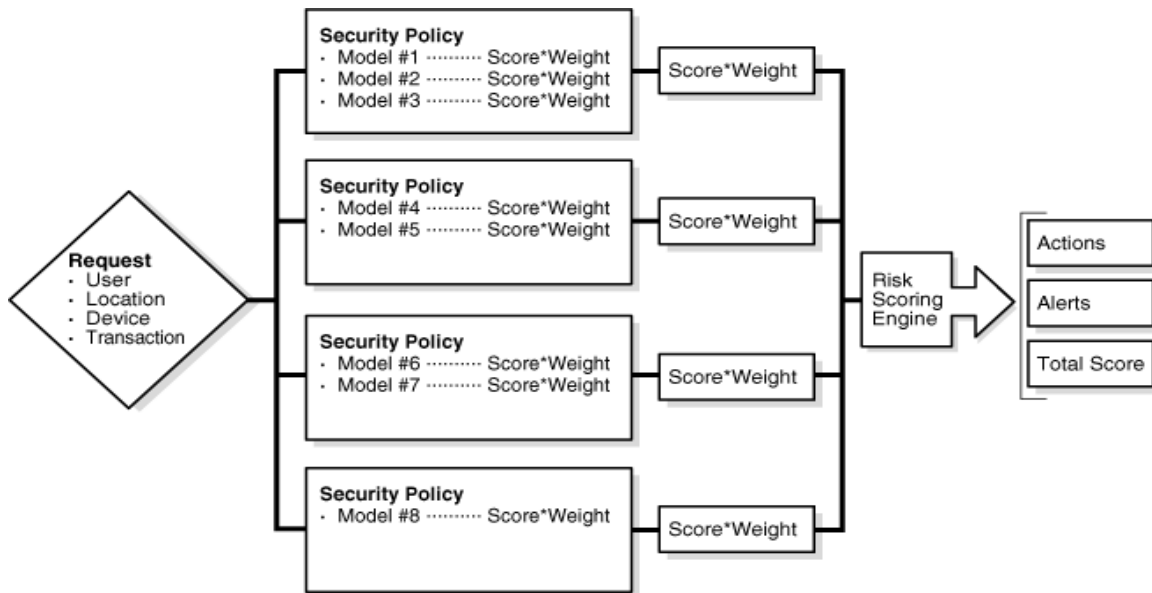 Request
· User
· Location
· Device
· Transaction
Security Policy
· Model #1 ·········· Score*Weight
· Model #2 ·········· Score*Weight
· Model #3 ·········· Score*Weight
Score*Weight
Security Policy
· Model #4 ·········· Score*Weight
· Model #5 ·········· Score*Weight
Score*Weight
Security Policy
· Model #6 ·········· Score*Weight
· Model #7 ·········· Score*Weight
Score*Weight
Security Policy
· Model #8 ·········· Score*Weight
Score*Weight
Risk
Scoring
Engine
Actions
Alerts
Total Score